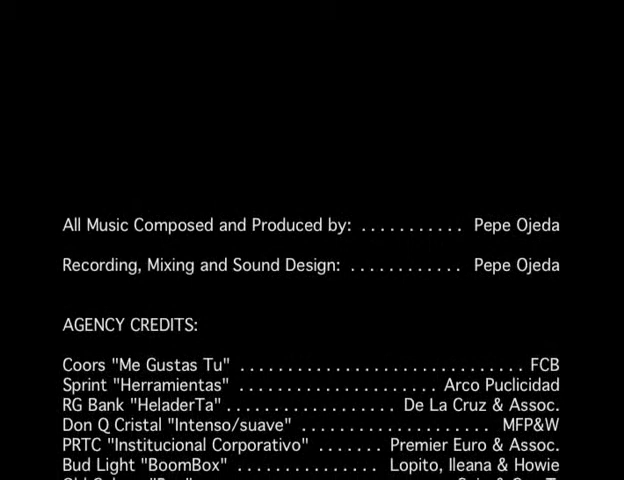 All Music Composed and Produced by: ........... Pepe Ojeda
Recording, Mixing and Sound Design: ............ Pepe Ojeda
AGENCY CREDITS:
Coors "Me Gustas Tu" ............................. FCB
Sprint "Herramientas" ..................... Arco Puclicidad
RG Bank "HeladerTa" .................. De La Cruz & Assoc.
Don Q Cristal "Intenso/suave" .................... MFP&W
PRTC "Institucional Corporativo" ....... Premier Euro & Assoc.
Bud Light "BoomBox" ............... Lopito, Ileana & Howie